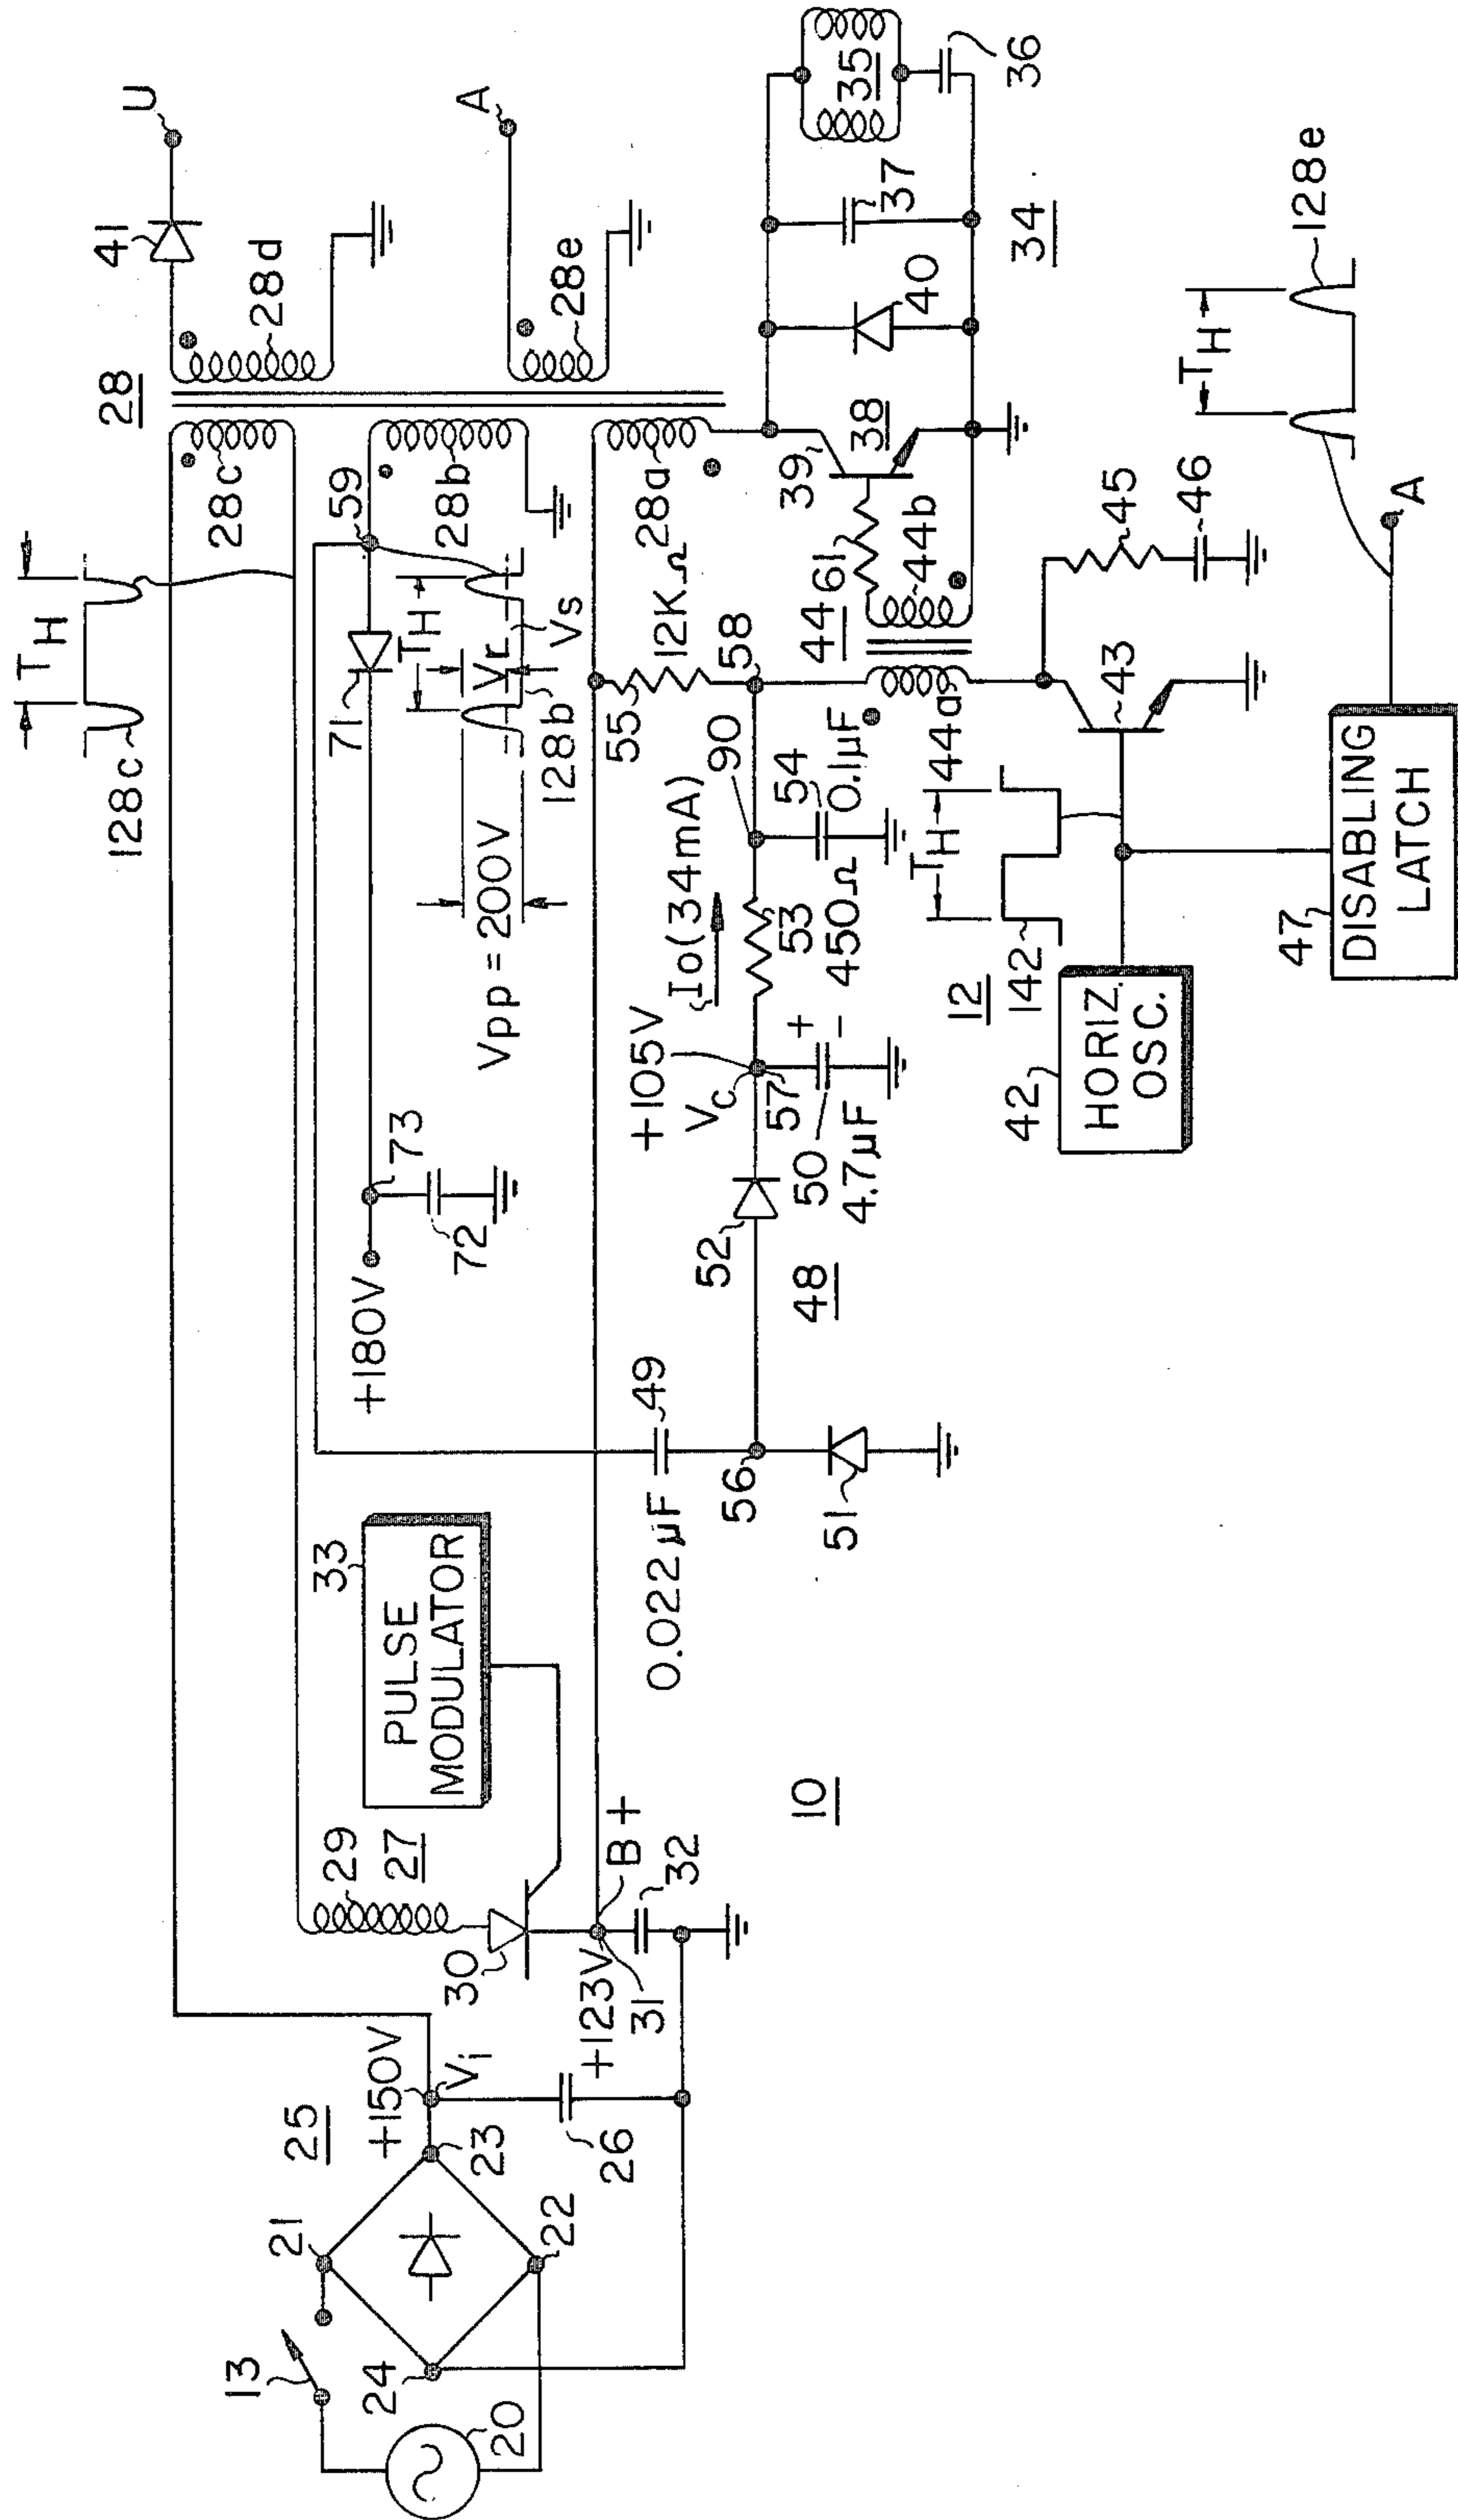 13
20
21
24
22
23
25
+150V
Vi
26
+123V
31
B+
32
30
29
27
33
PULSE
MODULATOR
10
TH
128c
28c
28
41
U
28d
A
28e
59
71
28b
TH
Vr
Vs
128b
Vpp = 200V
+180V
73
72
0.022µF
49
56
51
52
48
+105V
Vc
57
50
4.7µF
+
-
Io(34mA)
53
450Ω
90
54
0.1µF
55
12KΩ
58
28a
44
44a
44b
61
39
38
40
37
35
36
34
43
45
46
TH
142
12
42
HORIZ.
OSC.
47
DISABLING
LATCH
A
TH
128e